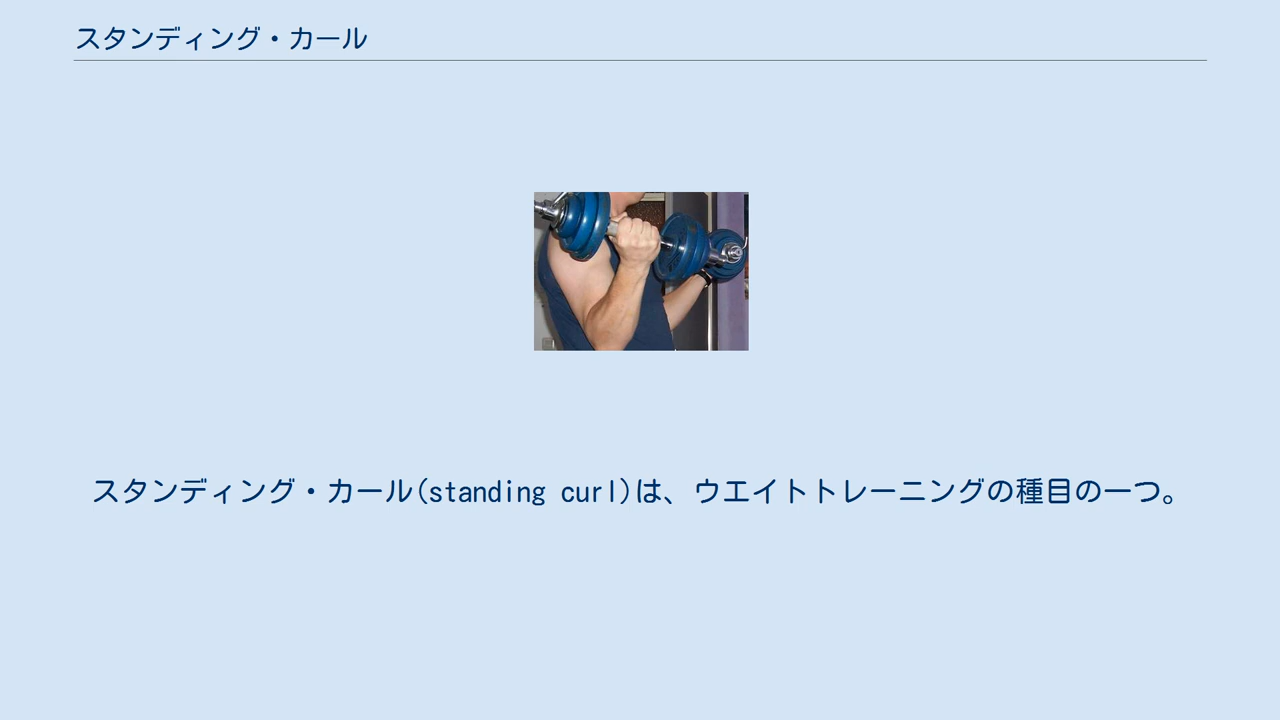 スタンディング・カール
スタンディング・カール(standing curl)は、ウエイトトレーニングの種目の一つ。